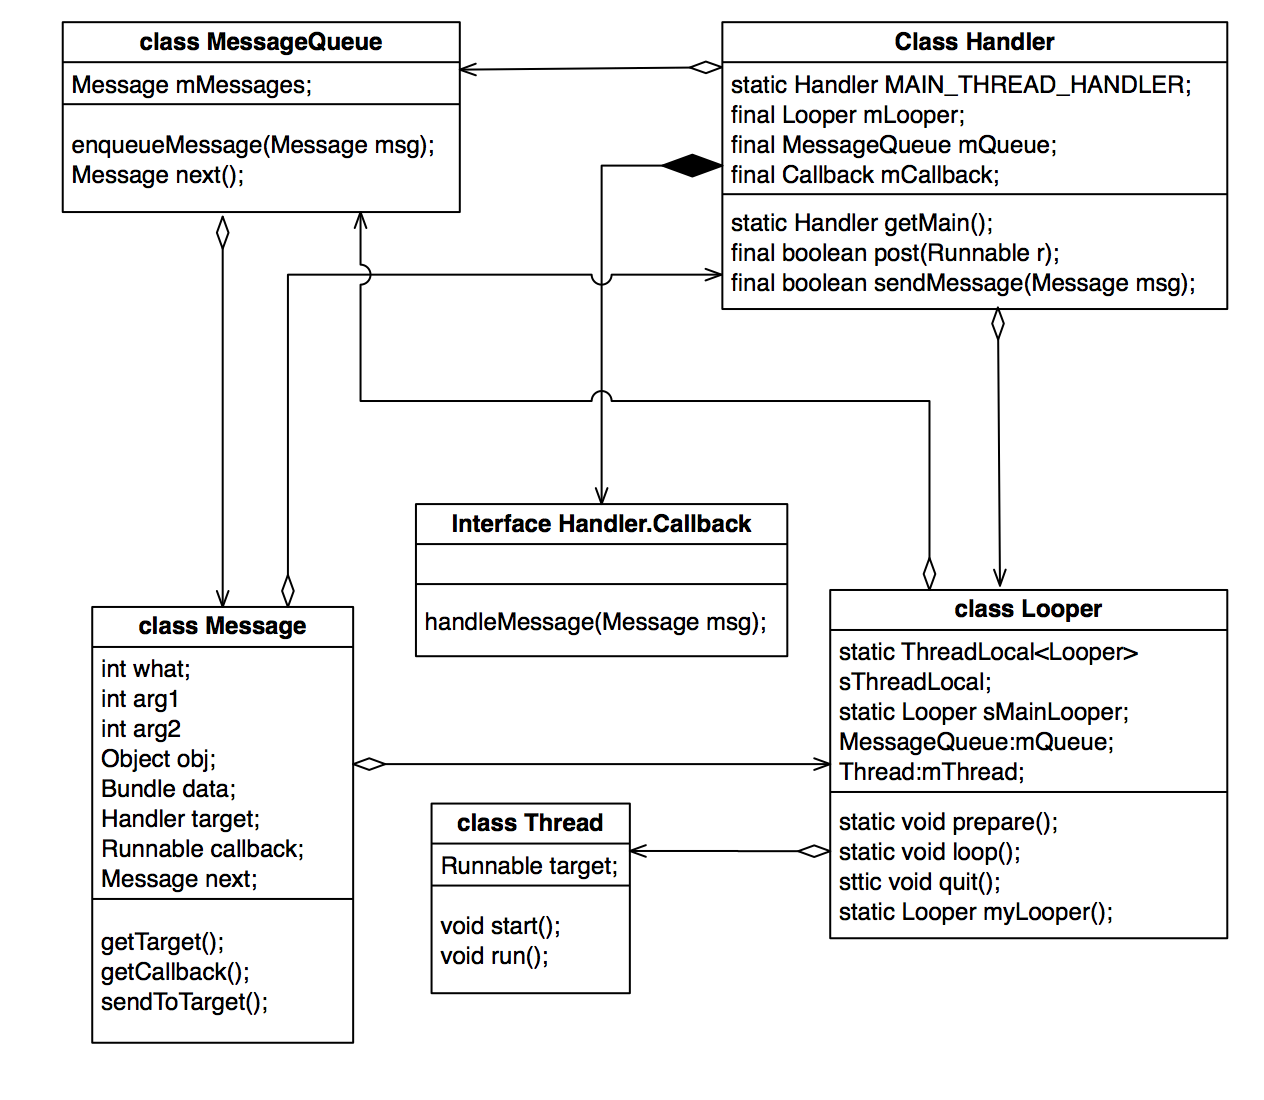 class MessageQueue
Message mMessages;
enqueueMessage(Message msg);
Message next();
Class Handler
static Handler MAIN_THREAD_HANDLER;
final Looper mLooper;
final MessageQueue mQueue;
final Callback mCallback;
static Handler getMain();
final boolean post(Runnable r);
final boolean sendMessage(Message msg);
Interface Handler.Callback
handleMessage(Message msg);
class Message
int what;
int arg1
int arg2
Object obj;
Bundle data;
Handler target;
Runnable callback;
Message next;
getTarget();
getCallback();
sendToTarget();
class Thread
Runnable target;
void start();
void run();
class Looper
static ThreadLocal<Looper>
sThreadLocal;
static Looper sMainLooper;
MessageQueue:mQueue;
Thread:mThread;
static void prepare();
static void loop();
sttic void quit();
static Looper myLooper();